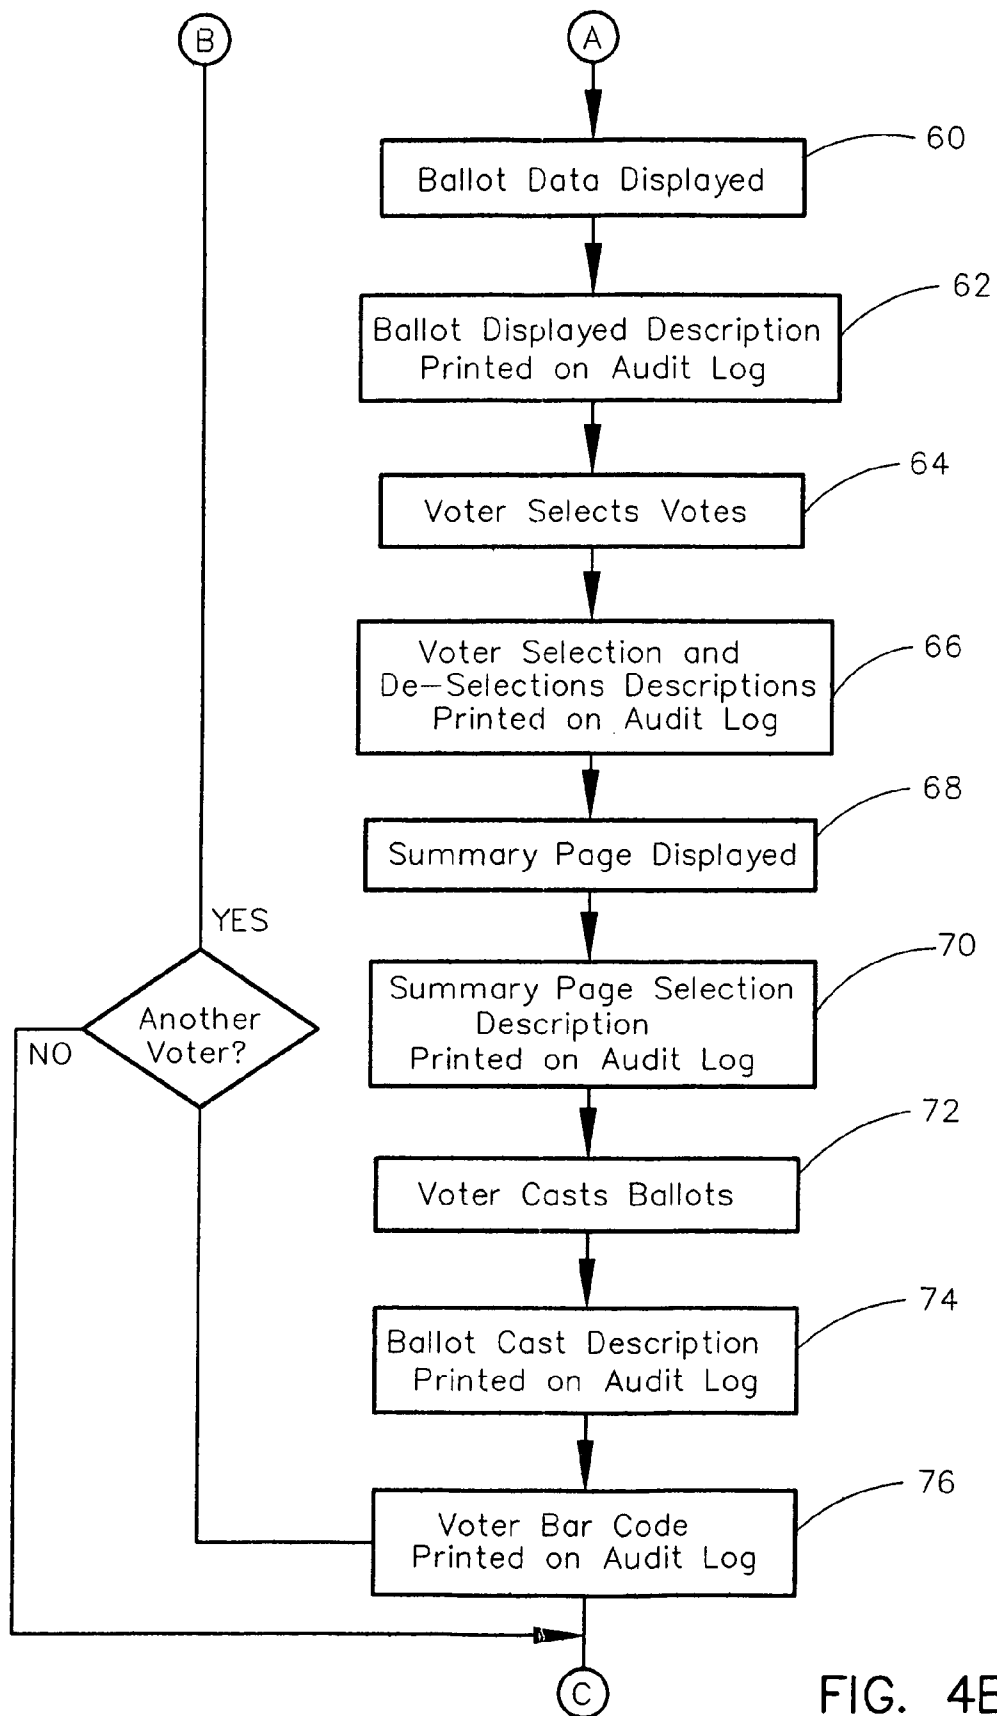 B
A
60
Ballot Data Displayed
62
Ballot Displayed Description
Printed on Audit Log
64
Voter Selects Votes
66
Voter Selection and
De-Selections Descriptions
Printed on Audit Log
68
Summary Page Displayed
YES
70
Summary Page Selection
Description
Printed on Audit Log
Another
Voter?
NO
72
Voter Casts Ballots
74
Ballot Cast Description
Printed on Audit Log
76
Voter Bar Code
Printed on Audit Log
C
FIG. 4B